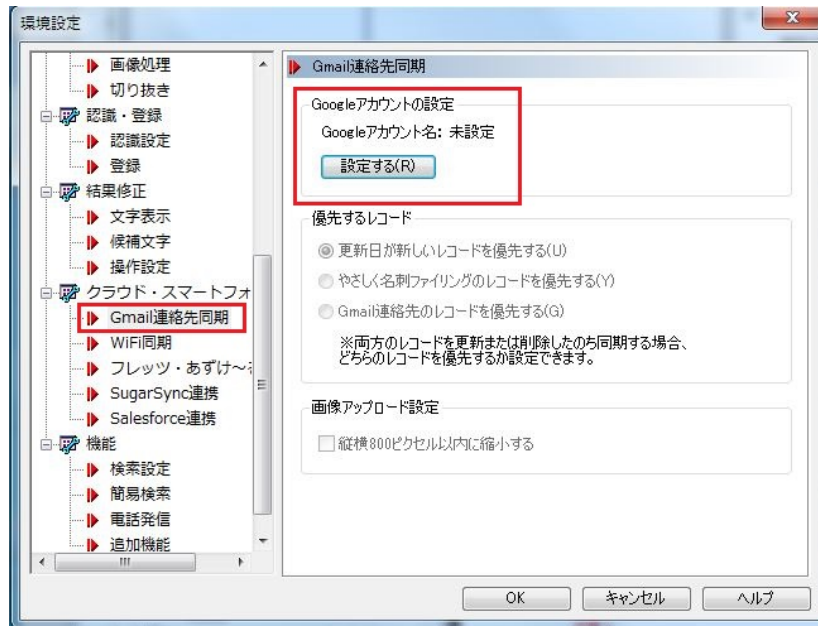 環境設定
画像処理
切り抜き
認識・登録
認識設定
登録
結果修正
文字表示
候補文字
操作設定
クラウド・スマートフォ
Gmail連絡先同期
WiFi同期
フレッツ・あずけ～
SugarSync連携
Salesforce連携
機能
検索設定
簡易検索
電話発信
追加機能
Gmail連絡先同期
Googleアカウントの設定
Googleアカウント名: 未設定
設定する(R)
優先するレコード
更新日が新しいレコードを優先する(U)
やさしく名刺ファイリングのレコードを優先する(Y)
Gmail連絡先のレコードを優先する(G)
※両方のレコードを更新または削除したのち同期する場合、
どちらのレコードを優先するか設定できます。
画像アップロード設定
縦横800ピクセル以内に縮小する
OK
キャンセル
ヘルプ